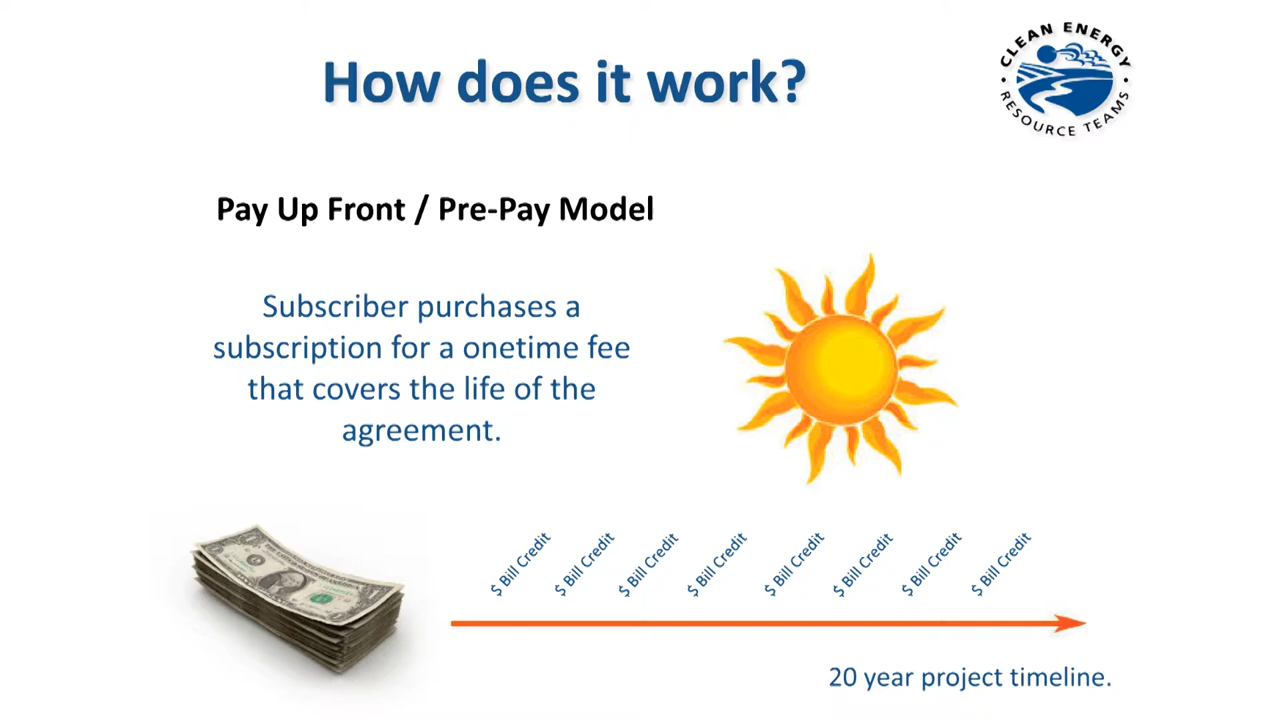 How does it work?
CLEAN ENERGY
RESOURCE TEAMS
Pay Up Front / Pre-Pay Model
Subscriber purchases a
subscription for a onetime fee
that covers the life of the
agreement.
$ Bill Credit
$ Bill Credit
$ Bill Credit
$ Bill Credit
$ Bill Credit
$ Bill Credit
$ Bill Credit
$ Bill Credit
20 year project timeline.